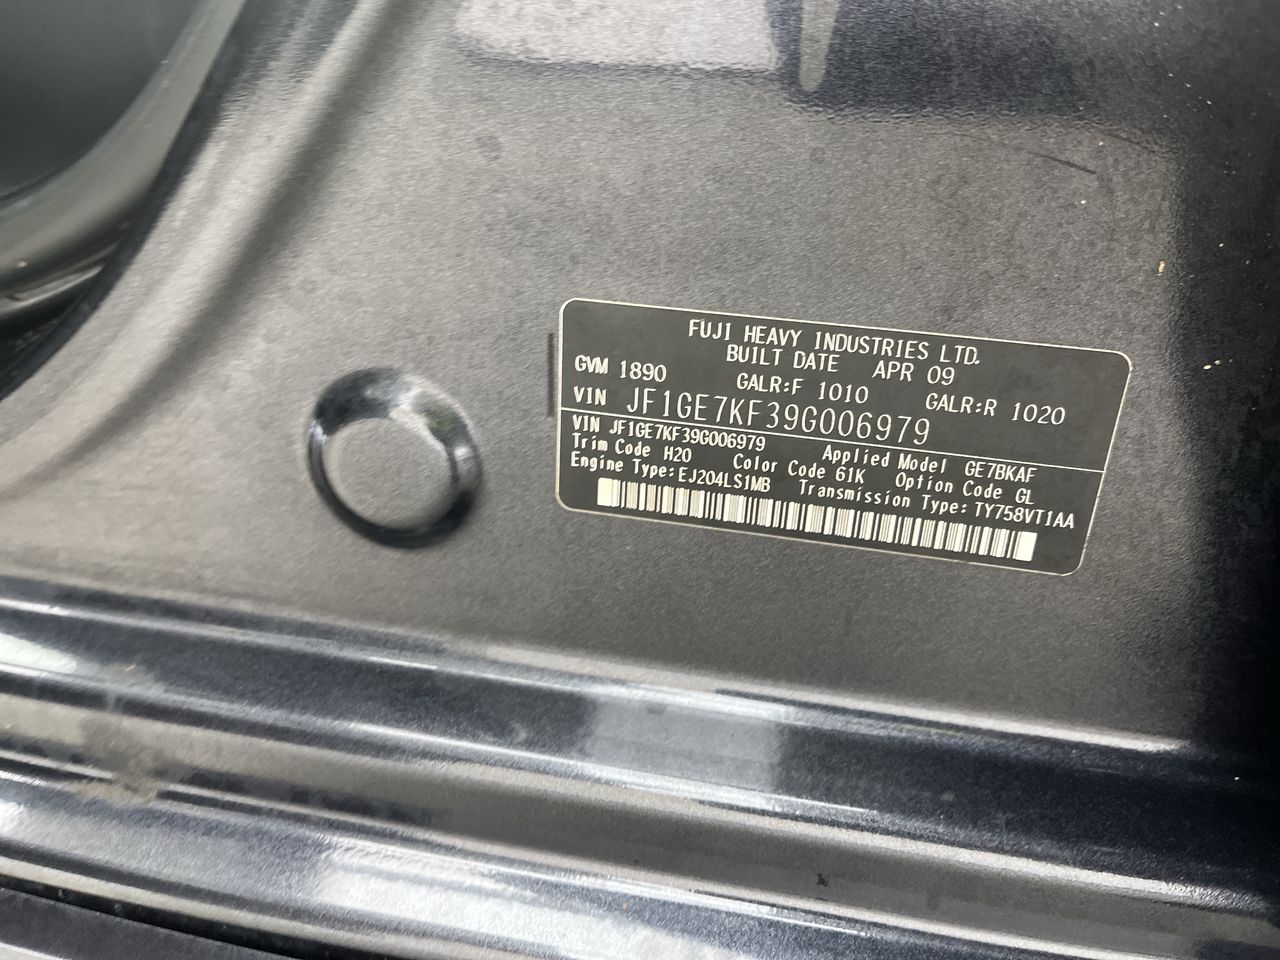 FUJI HEAVY INDUSTRIES LTD.
BUILT DATE APR 09
GVM 1890 GALR:F 1010 GALR:R 1020
VIN JF1GE7KF39G006979
VIN JF1GE7KF39G006979 Applied Model GE7BKAF
Trim Code H20 Color Code 61K Option Code GL
Engine Type:EJ204LS1MB Transmission Type:TY758VT1AA